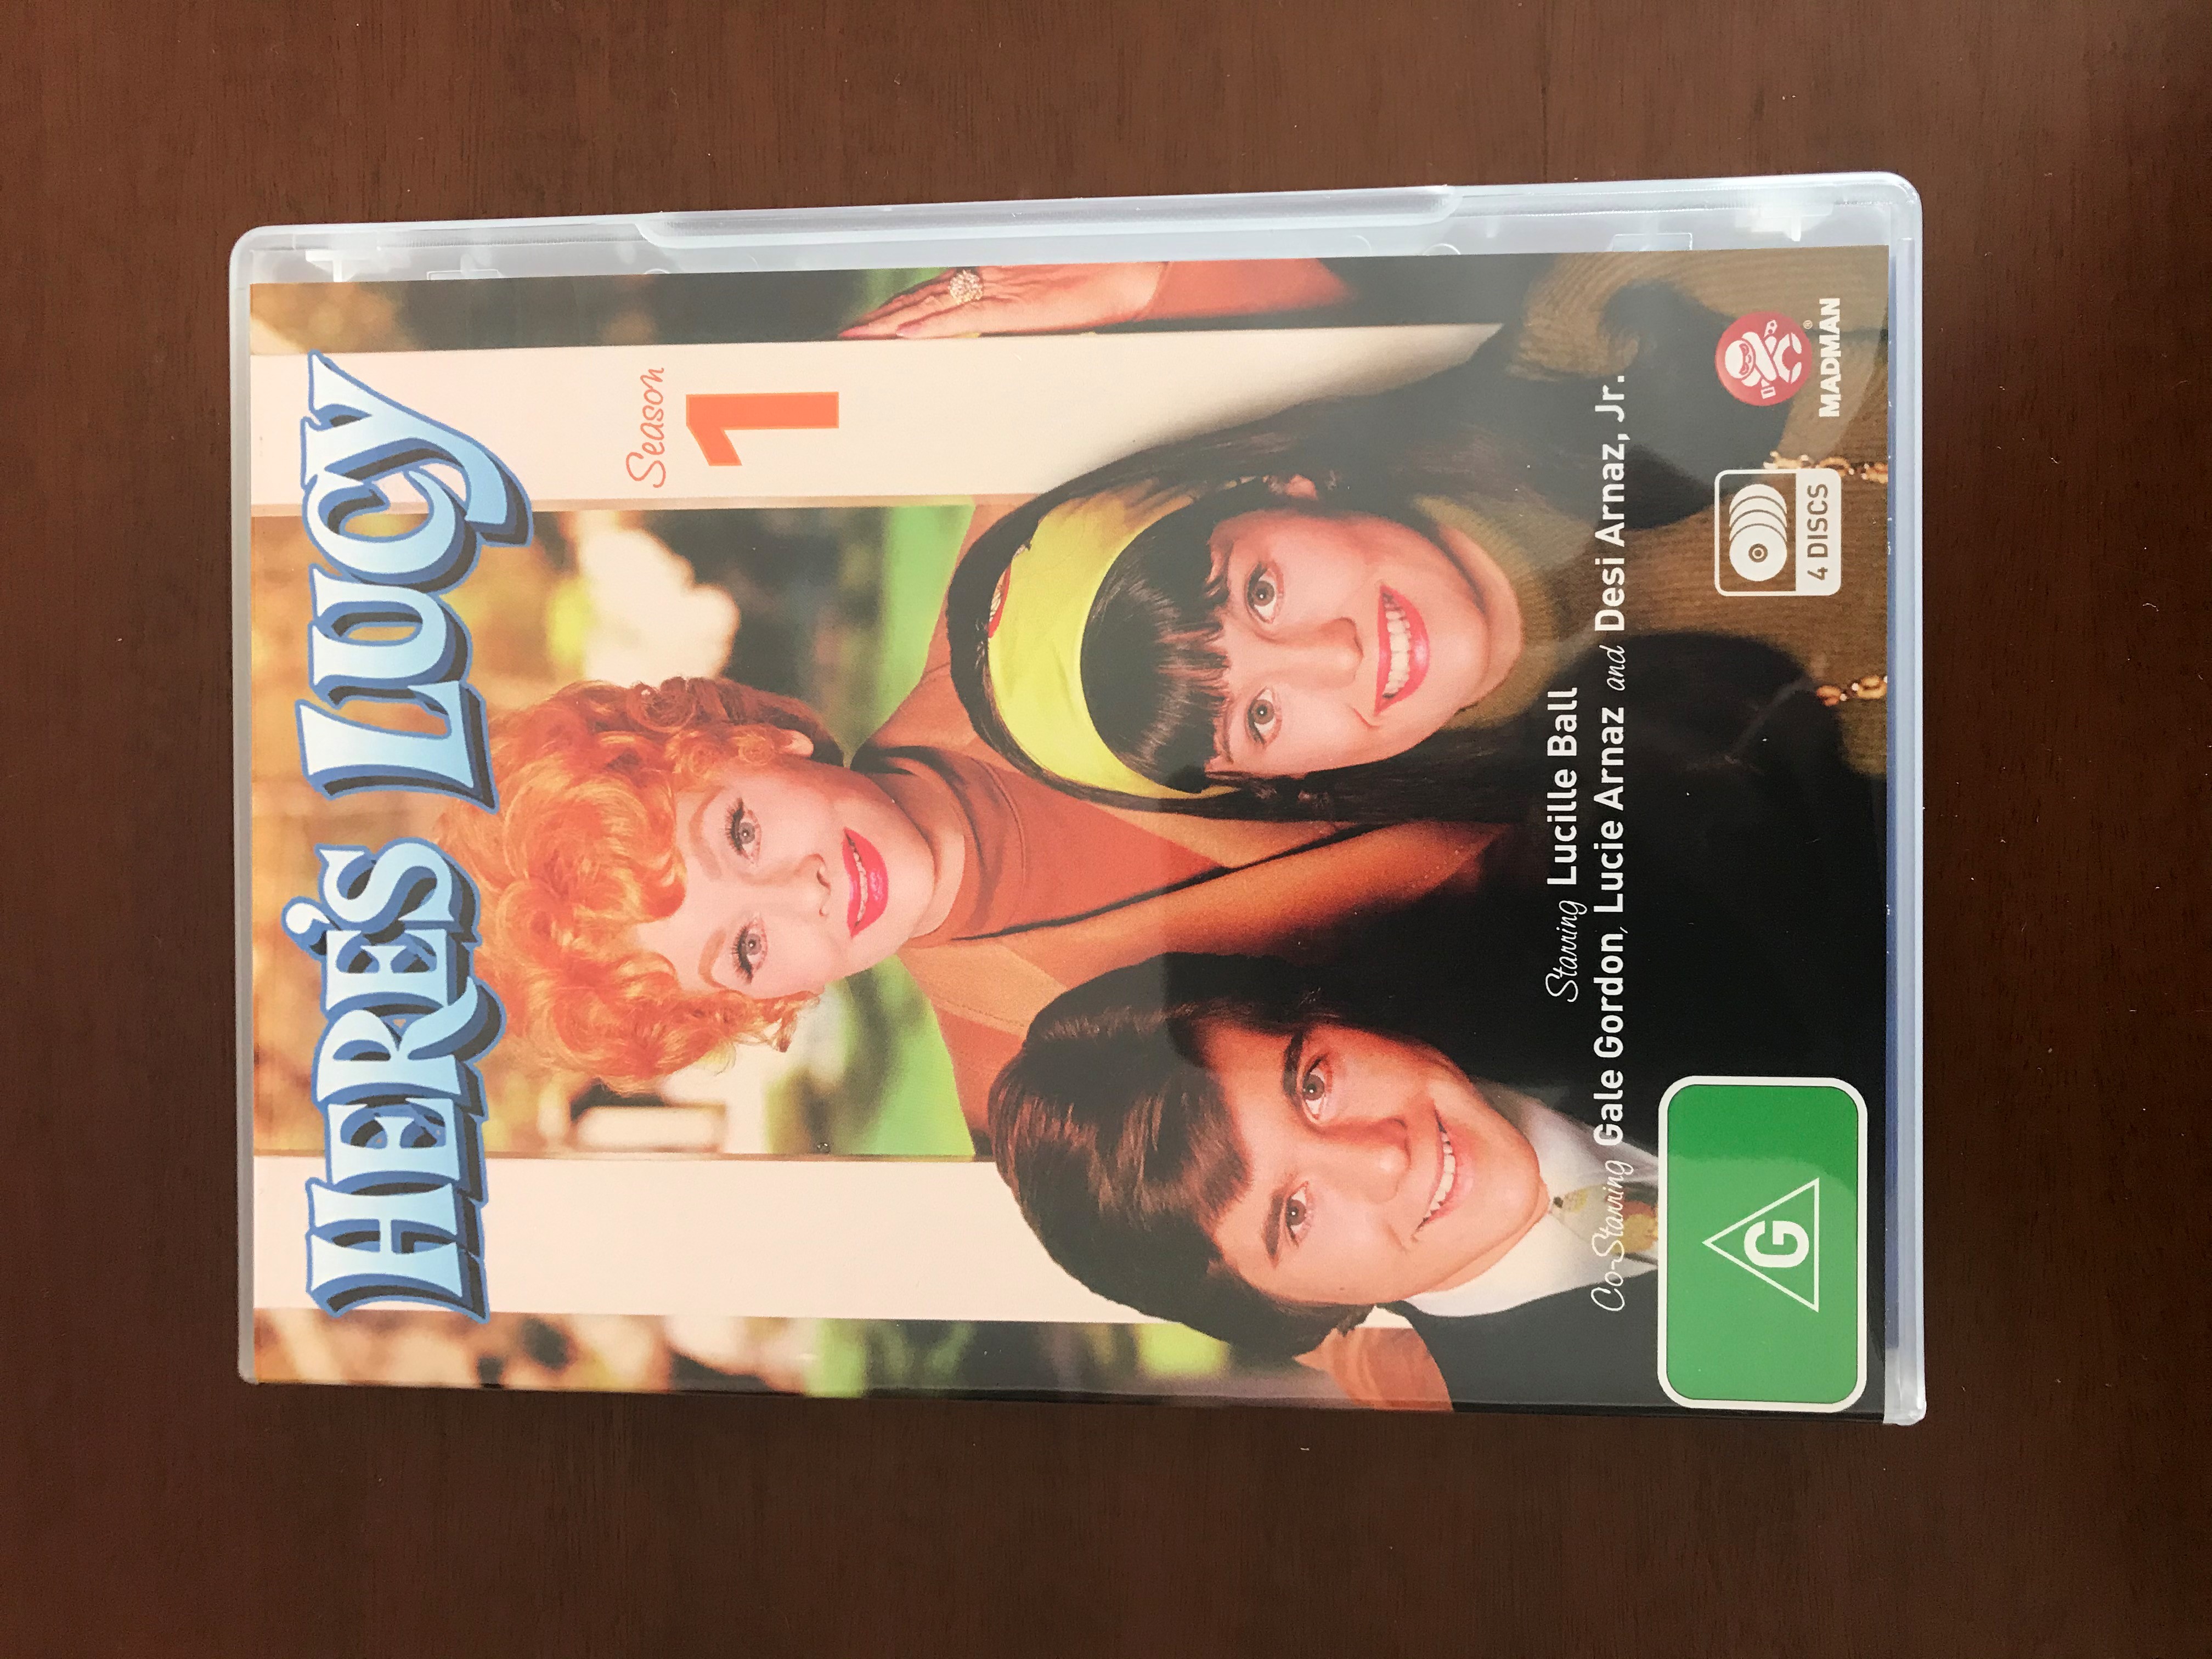 HERE'S LUCY
Season
1
Starring Lucille Ball
Co-Starring Gale Gordon, Lucie Arnaz and Desi Arnaz, Jr.
G
4 DISCS
MADMAN®